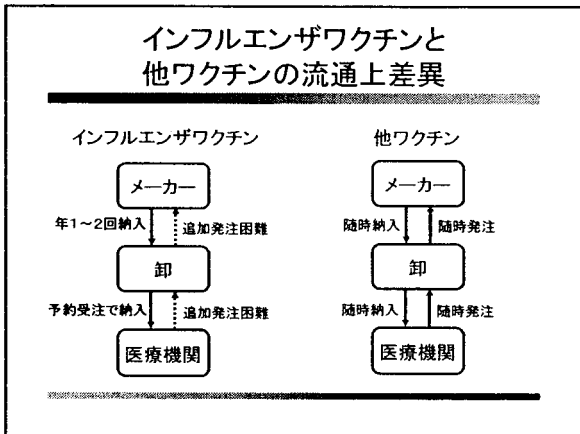 インフルエンザワクチンと
他ワクチンの流通上差異
インフルエンザワクチン
メーカー
年1～2回納入
追加発注困難
卸
予約受注で納入
追加発注困難
医療機関
他ワクチン
メーカー
随時納入
随時発注
卸
随時納入
随時発注
医療機関